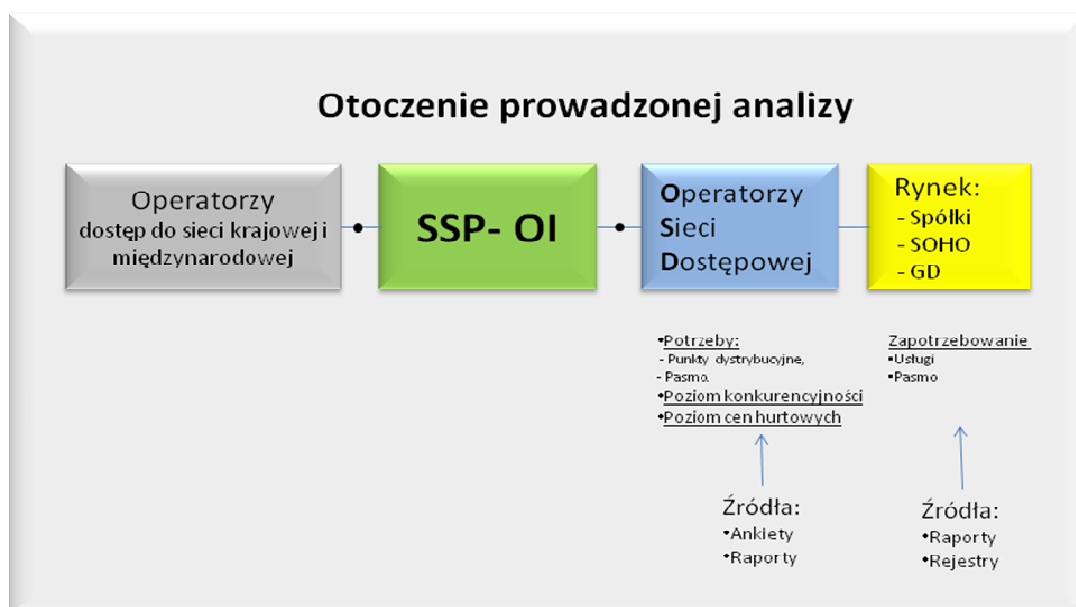 Otoczenie prowadzonej analizy
Operatorzy
dostęp do sieci krajowej i
międzynarodowej
SSP- OI
Operatorzy
Sieci
Dostępowej
Rynek:
- Spółki
- SOHO
- GD
•Potrzeby:
- Punkty dystrybucyjne,
- Pasmo.
•Poziom konkurencyjności
•Poziom cen hurtowych
Zapotrzebowanie
•Usługi
•Pasmo
Źródła:
•Ankiety
•Raporty
Źródła:
•Raporty
•Rejestry